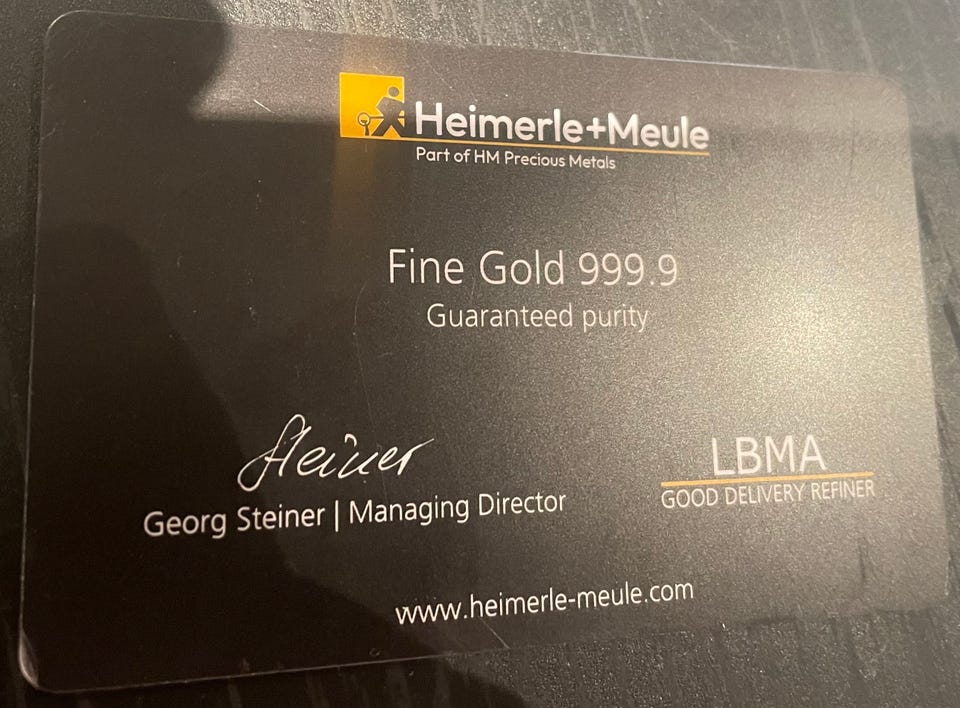 Heimerle+Meule
Part of HM Precious Metals
Fine Gold 999.9
Guaranteed purity
Steiner
Georg Steiner | Managing Director
LBMA
GOOD DELIVERY REFINER
www.heimerle-meule.com